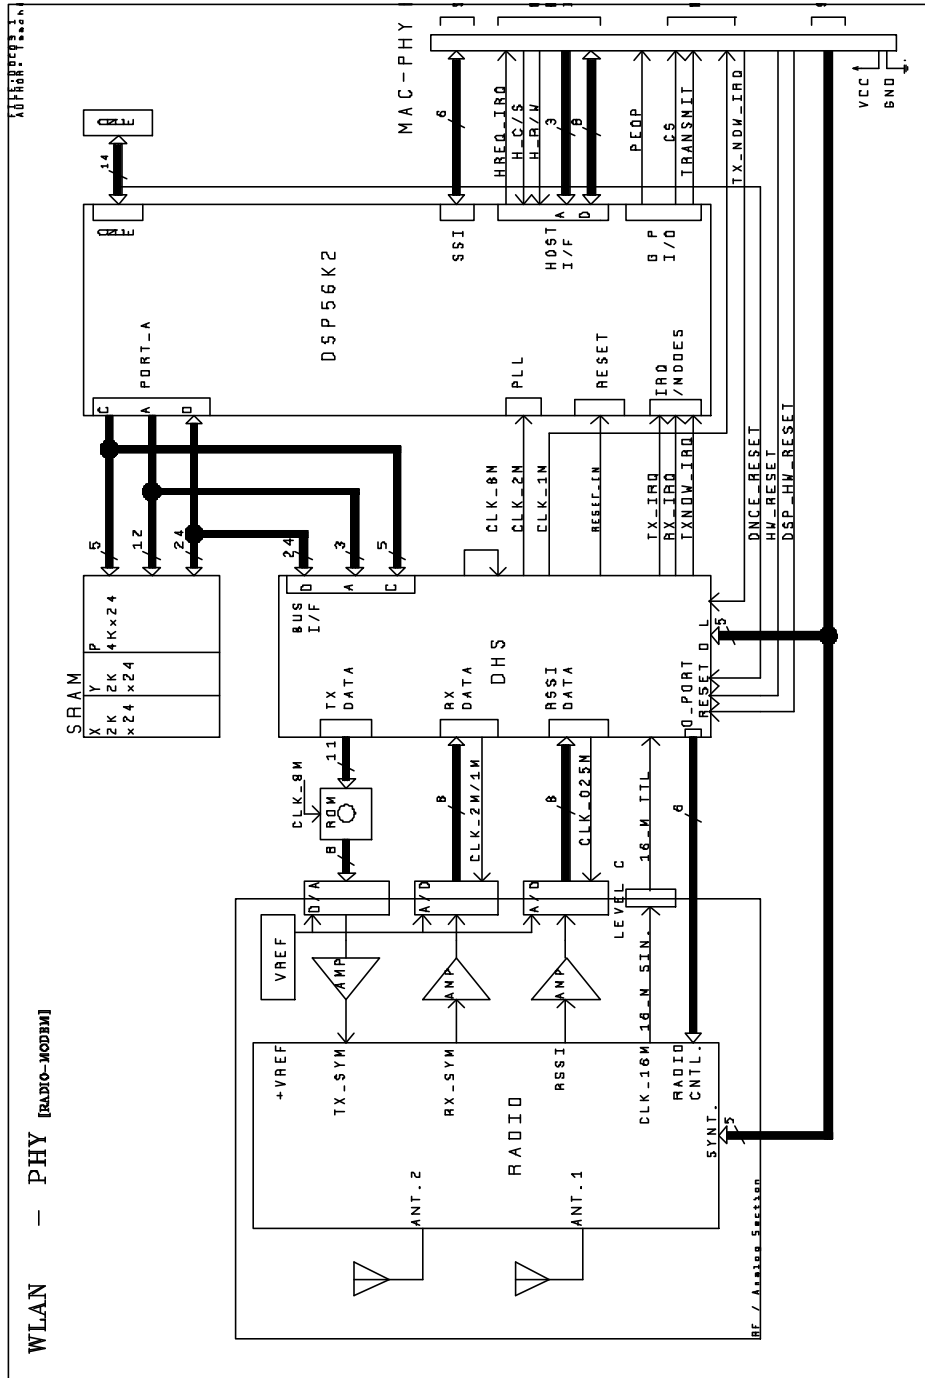 WLAN - PHY [RADIO-MODEM]
MAC-PHY
VCC
GND
6
HREQ_IRQ
H_C/S
H_R/W
3
8
PEOP
CS
TRANSMIT
TX_NOW_IRQ
14
SSI
HOST I/F
A
D
G P I/O
DSP56K2
PORT_A
C
A
D
PLL
RESET
IRQ /MODES
CLK_8M
CLK_2M
CLK_1M
RESET_IN
TX_IRQ
RX_IRQ
TXNOW_IRQ
ONCE_RESET
HW_RESET
DSP_HW_RESET
5
12
24
24
3
5
SRAM
P
4K×24
Y
2K
×24
X
2K
×24
D
A
C
BUS
I/F
DHS
TX
DATA
RX
DATA
RSSI
DATA
D L
RESET
O_PORT
5
11
CLK_8M
ROM
8
8
CLK_2M/1M
8
CLK_025M
16_M TTL
6
D/A
A/D
A/D
LEVEL C
VREF
AMP
AMP
AMP
16_M SIN.
+VREF
TX_SYM
RX_SYM
RSSI
CLK_16M
RADIO
CNTL.
SYNT.
5
RADIO
ANT.2
ANT.1
RF / Analog Section